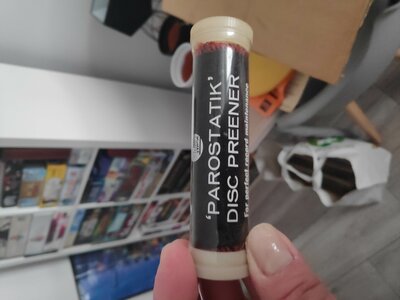 'PAROSTATIK'
DISC PREENER
For perfect record maintenance